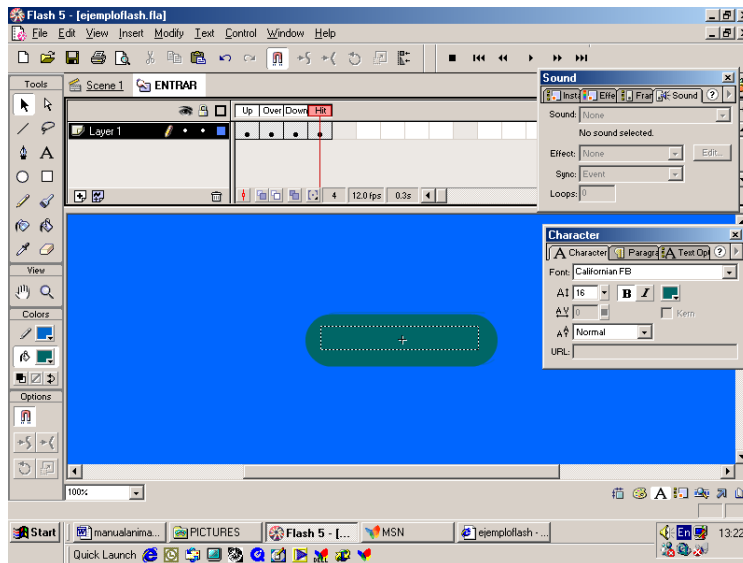 Flash 5 - [ejemploflash.fla]
File Edit View Insert Modify Text Control Window Help
Tools
Scene 1 ENTRAR
Up Over Down Hit
Layer 1
4 12.0 fps 0.3s
View
Colors
Options
100%
Sound
Inst Effe Frar Sound
Sound: None
No sound selected.
Effect: None Edit...
Sync: Event
Loops: 0
Character
Character Paragra Text Opt
Font: Californian FB
16 B I
0 Kern
Normal
URL:
Start manualanima... PICTURES Flash 5 - [... MSN ejemploflash - ... En 13:22
Quick Launch